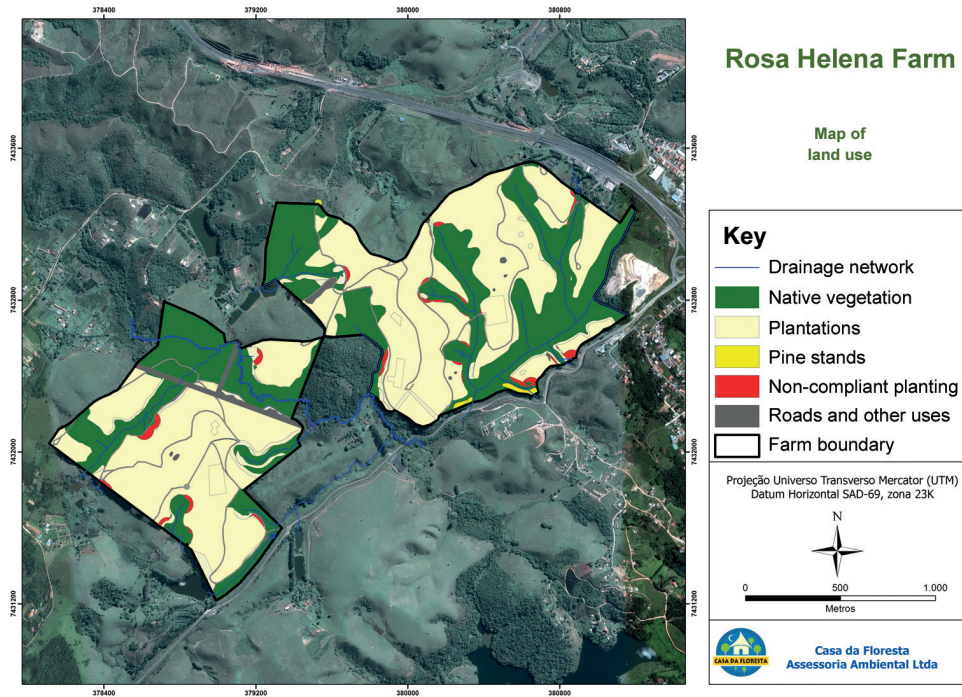 378400
379200
380000
380800
7433600
7432800
7432000
7431200
7433600
7432800
7432000
7431200
378400
379200
380000
380800
Rosa Helena Farm
Map of
land use
Key
Drainage network
Native vegetation
Plantations
Pine stands
Non-compliant planting
Roads and other uses
Farm boundary
Projeção Universo Transverso Mercator (UTM)
Datum Horizontal SAD-69, zona 23K
N
0
500
1.000
Metros
CASA DA FLORESTA
Casa da Floresta
Assessoria Ambiental Ltda